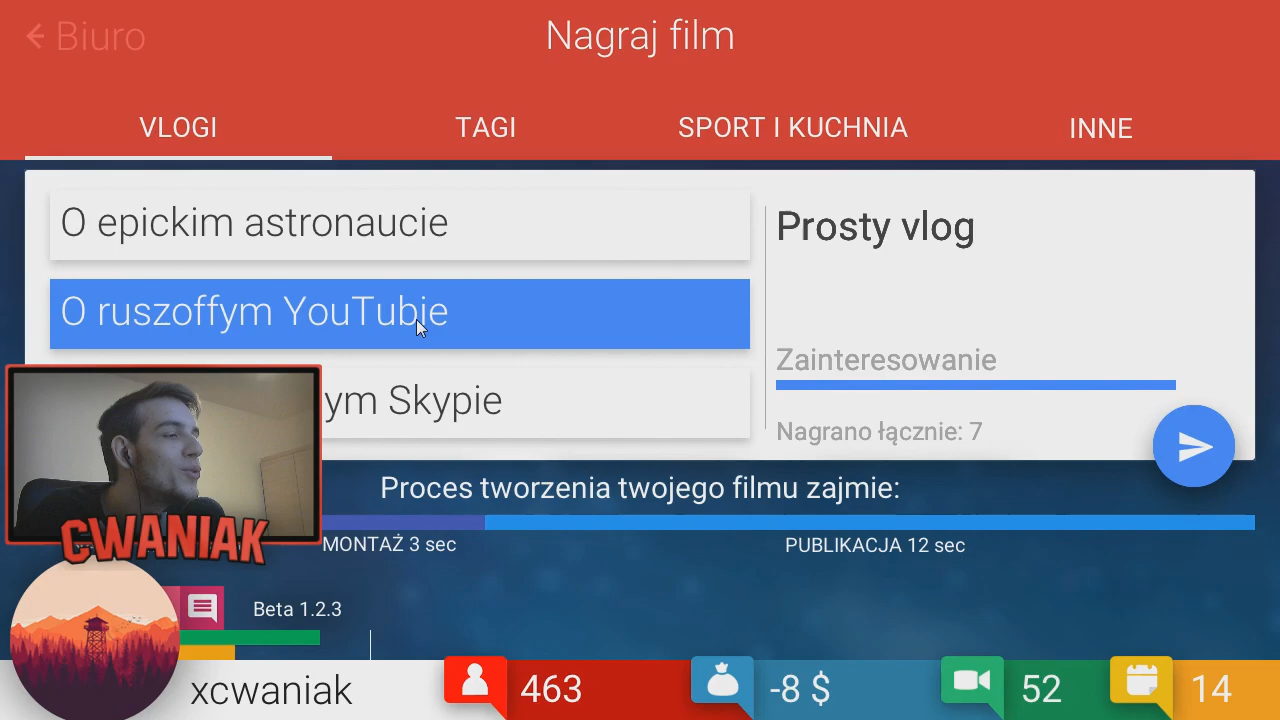 Biuro
Nagraj film
VLOGI
TAGI
SPORT I KUCHNIA
INNE
O epickim astronaucie
O ruszoffym YouTubie
ym Skypie
Prosty vlog
Zainteresowanie
Nagrano łącznie: 7
Proces tworzenia twojego filmu zajmie:
MONTAŻ 3 sec
PUBLIKACJA 12 sec
CWANIAK
Beta 1.2.3
xcwaniak
463
-8 $
52
14